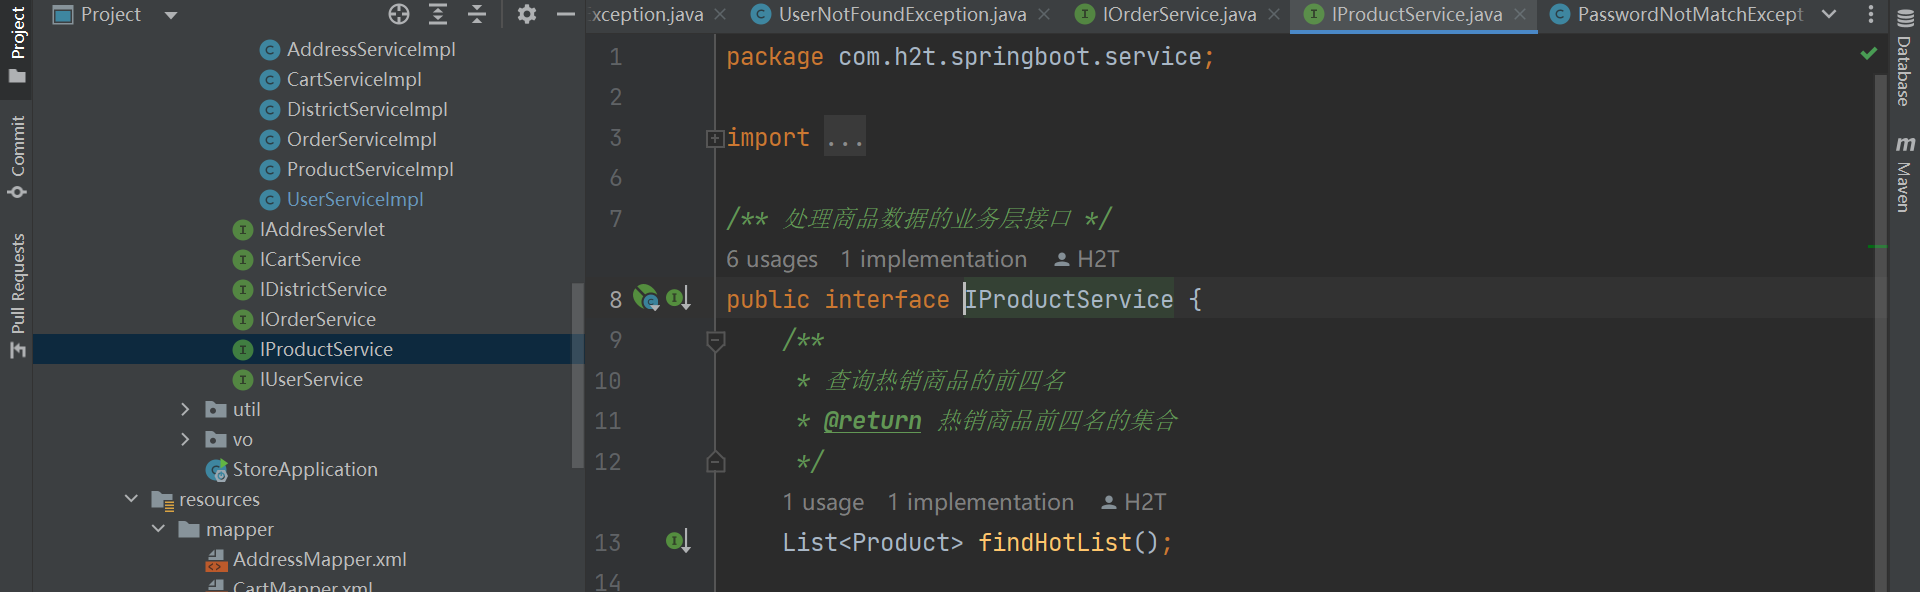 Project
Commit
Pull Requests
Project
AddressServiceImpl
CartServiceImpl
DistrictServiceImpl
OrderServiceImpl
ProductServiceImpl
UserServiceImpl
IAddresServlet
ICartService
IDistrictService
IOrderService
IProductService
IUserService
util
vo
StoreApplication
resources
mapper
AddressMapper.xml
CartMapper.xml
xception.java UserNotFoundException.java IOrderService.java IProductService.java PasswordNotMatchExcept
1 package com.h2t.springboot.service;
2
3 import ...
6
7 /** 处理商品数据的业务层接口 */
6 usages 1 implementation H2T
8 public interface IProductService {
9 /**
10 * 查询热销商品的前四名
11 * @return 热销商品前四名的集合
12 */
1 usage 1 implementation H2T
13 List<Product> findHotList();
14
Database
m Maven